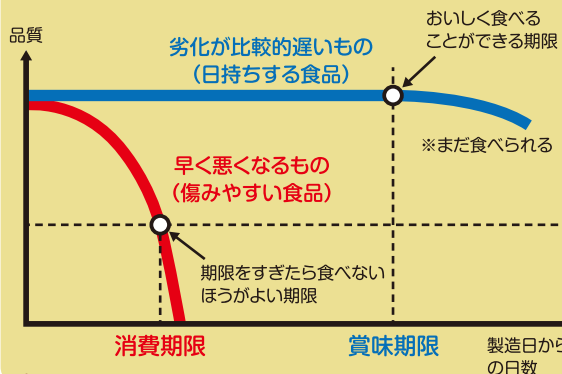 品質
おいしく食べる
ことができる期限
劣化が比較的遅いもの
（日持ちする食品）
※まだ食べられる
早く悪くなるもの
（傷みやすい食品）
期限をすぎたら食べない
ほうがよい期限
消費期限
賞味期限
製造日から
の日数